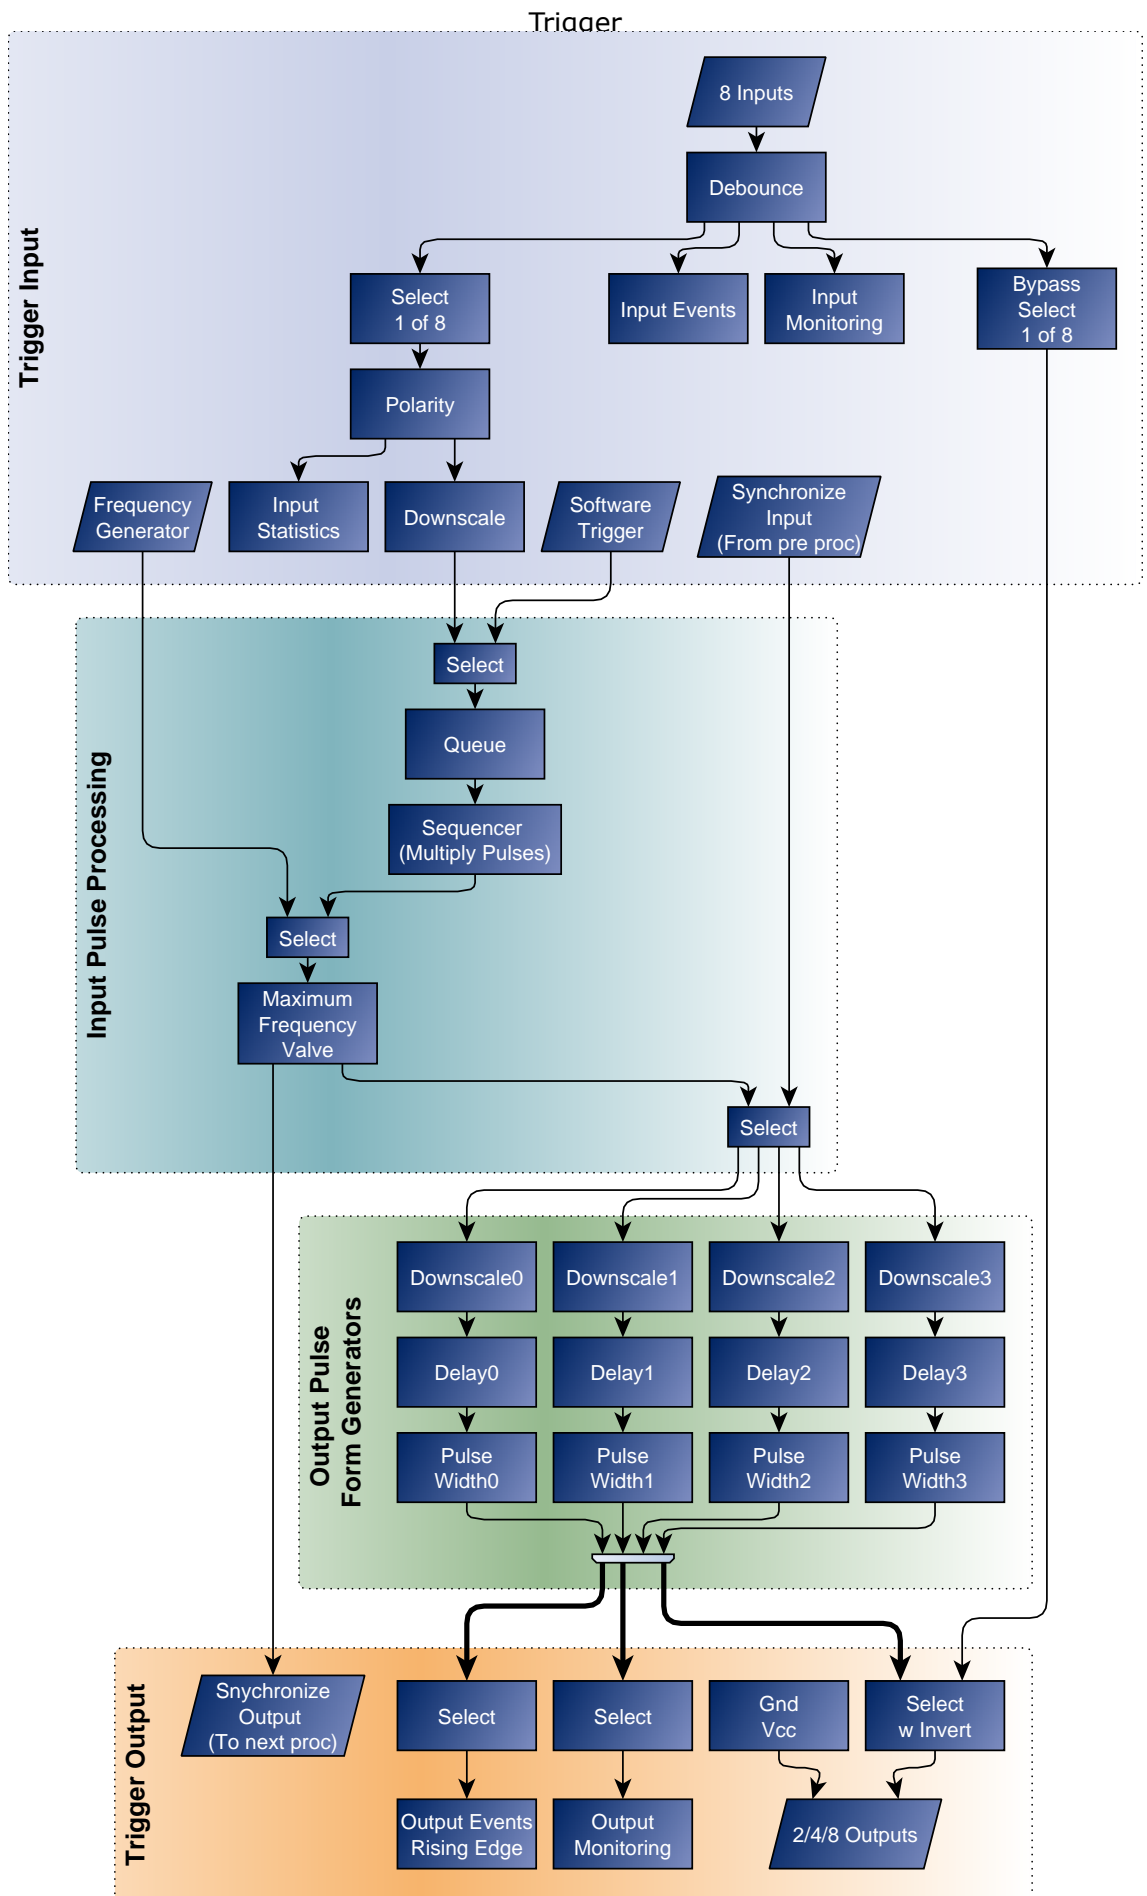 Trigger
Trigger Input
8 Inputs
Debounce
Select
1 of 8
Input Events
Input
Monitoring
Bypass
Select
1 of 8
Polarity
Frequency
Generator
Input
Statistics
Downscale
Software
Trigger
Synchronize
Input
(From pre proc)
Input Pulse Processing
Select
Queue
Sequencer
(Multiply Pulses)
Select
Maximum
Frequency
Valve
Select
Output Pulse
Form Generators
Downscale0
Downscale1
Downscale2
Downscale3
Delay0
Delay1
Delay2
Delay3
Pulse
Width0
Pulse
Width1
Pulse
Width2
Pulse
Width3
Trigger Output
Snychronize
Output
(To next proc)
Select
Select
Gnd
Vcc
Select
w Invert
Output Events
Rising Edge
Output
Monitoring
2/4/8 Outputs